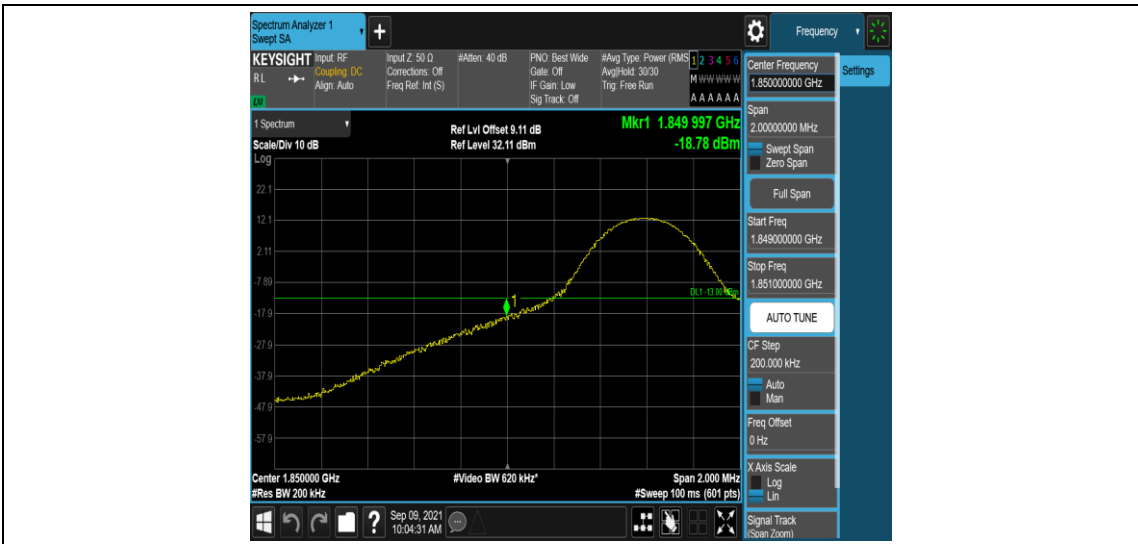 Spectrum Analyzer 1
Swept SA
+
Frequency
KEYSIGHT
RL
LXI
Input: RF
Coupling: DC
Align: Auto
Input Z: 50 Ω
Corrections: Off
Freq Ref: Int (S)
#Atten: 40 dB
PNO: Best Wide
Gate: Off
IF Gain: Low
Sig Track: Off
#Avg Type: Power (RMS
Avg|Hold: 30/30
Trig: Free Run
1 2 3 4 5 6
M W W W W W
A A A A A A
1 Spectrum
Scale/Div 10 dB
Log
Ref Lvl Offset 9.11 dB
Ref Level 32.11 dBm
Mkr1 1.849 997 GHz
-18.78 dBm
22.1
12.1
2.11
-7.89
-17.9
-27.9
-37.9
-47.9
-57.9
1
DL1 -13.00 dBm
Center 1.850000 GHz
#Res BW 200 kHz
#Video BW 620 kHz*
Span 2.000 MHz
#Sweep 100 ms (601 pts)
?
Sep 09, 2021
10:04:31 AM
Center Frequency
1.850000000 GHz
Settings
Span
2.00000000 MHz
Swept Span
Zero Span
Full Span
Start Freq
1.849000000 GHz
Stop Freq
1.851000000 GHz
AUTO TUNE
CF Step
200.000 kHz
Auto
Man
Freq Offset
0 Hz
X Axis Scale
Log
Lin
Signal Track
(Span Zoom)